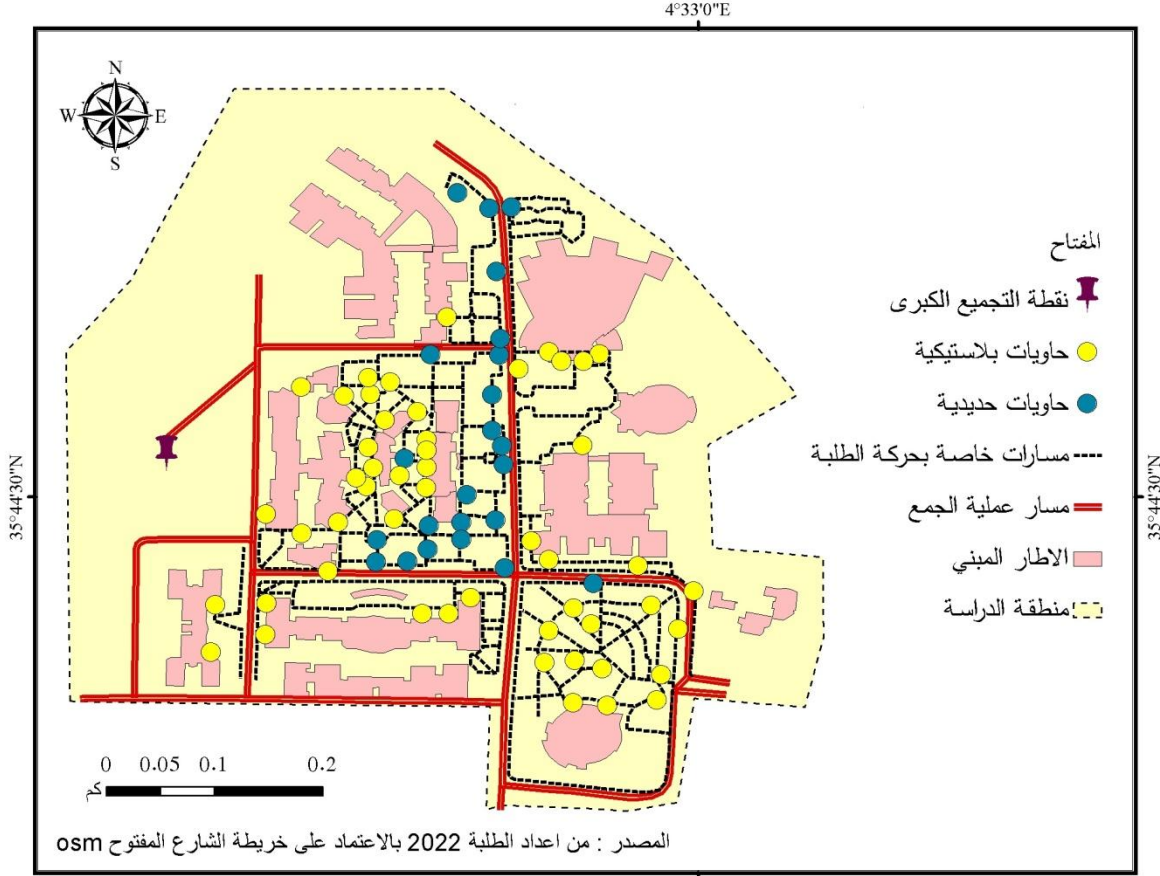 4°33'0"E
N
W
E
S
المفتاح
نقطة التجميع الكبرى
حاويات بلاستيكية
حاويات حديدية
مسارات خاصة بحركة الطلبة
مسار عملية الجمع
الاطار المبني
منطقة الدراسة
35°44'30"N
35°44'30"N
0 0.05 0.1 0.2
كم
المصدر : من اعداد الطلبة 2022 بالاعتماد على خريطة الشارع المفتوح osm